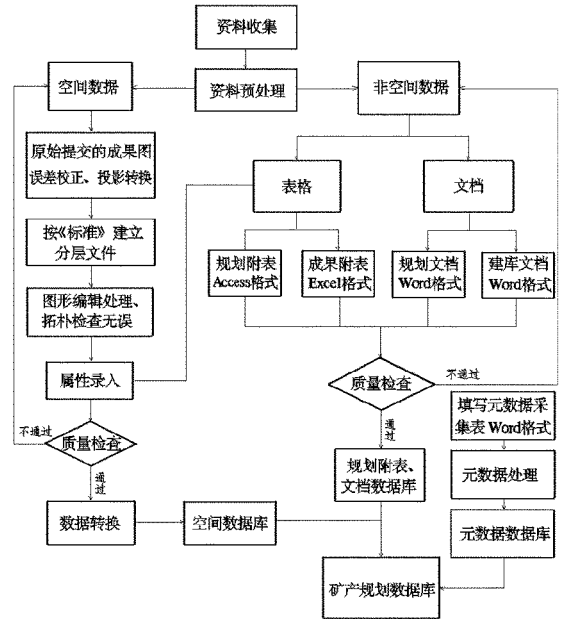 资料收集
空间数据
资料预处理
非空间数据
原始提交的成果图
误差校正、投影转换
表格
文档
按《标准》建立
分层文件
规划附表
Access格式
成果附表
Excel格式
规划文档
Word格式
建库文档
Word格式
图形编辑处理、
拓朴检查无误
属性录入
质量检查
不通过
填写元数据采
集表 Word格式
不通过
质量检查
通过
通过
规划附表、
文档数据库
元数据处理
数据转换
空间数据库
元数据数据库
矿产规划数据库